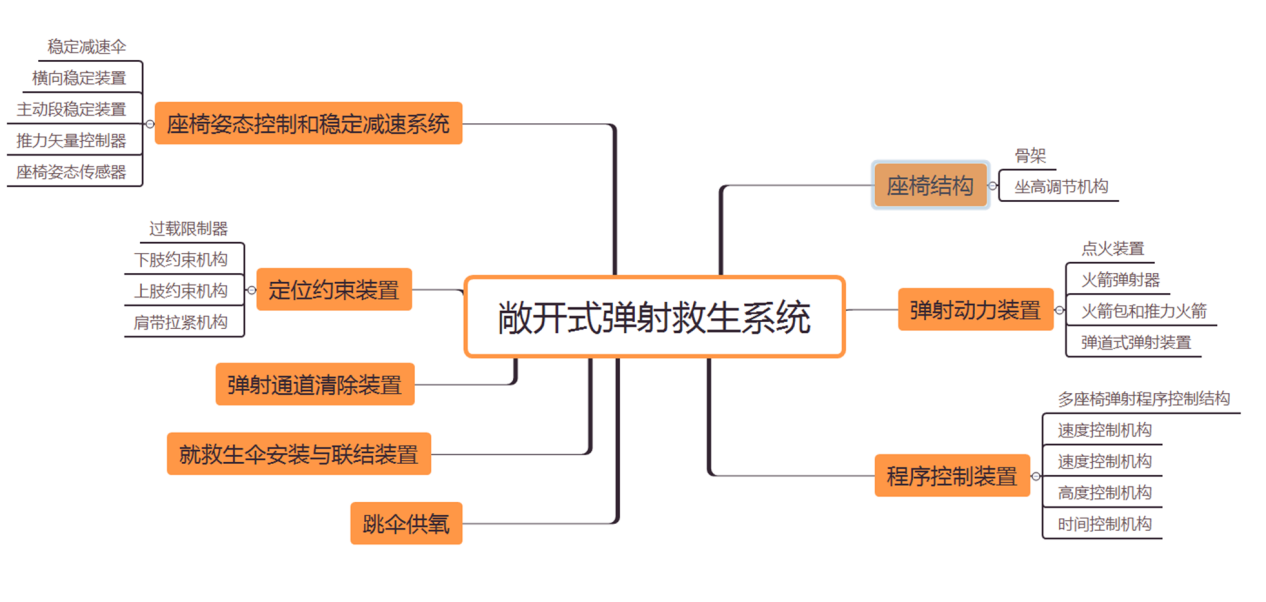 敞开式弹射救生系统
座椅结构
骨架
坐高调节机构
弹射动力装置
点火装置
火箭弹射器
火箭包和推力火箭
弹道式弹射装置
程序控制装置
多座椅弹射程序控制结构
速度控制机构
速度控制机构
高度控制机构
时间控制机构
座椅姿态控制和稳定减速系统
稳定减速伞
横向稳定装置
主动段稳定装置
推力矢量控制器
座椅姿态传感器
定位约束装置
过载限制器
下肢约束机构
上肢约束机构
肩带拉紧机构
弹射通道清除装置
就救生伞安装与联结装置
跳伞供氧